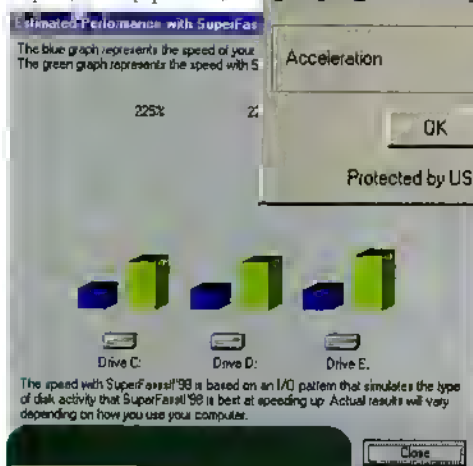 Estimated Performance with SuperFas
The blue graph represents the speed of your
The green graph represents the speed with S
225%
22
Acceleration
OK
Protected by US
Drive C:
Drive D:
Drive E:
The speed with SuperFassst!'98 is based on an I/O pattern that simulates the type
of disk activity that SuperFassst!'98 is best at speeding up. Actual results will vary
depending on how you use your computer.
Close